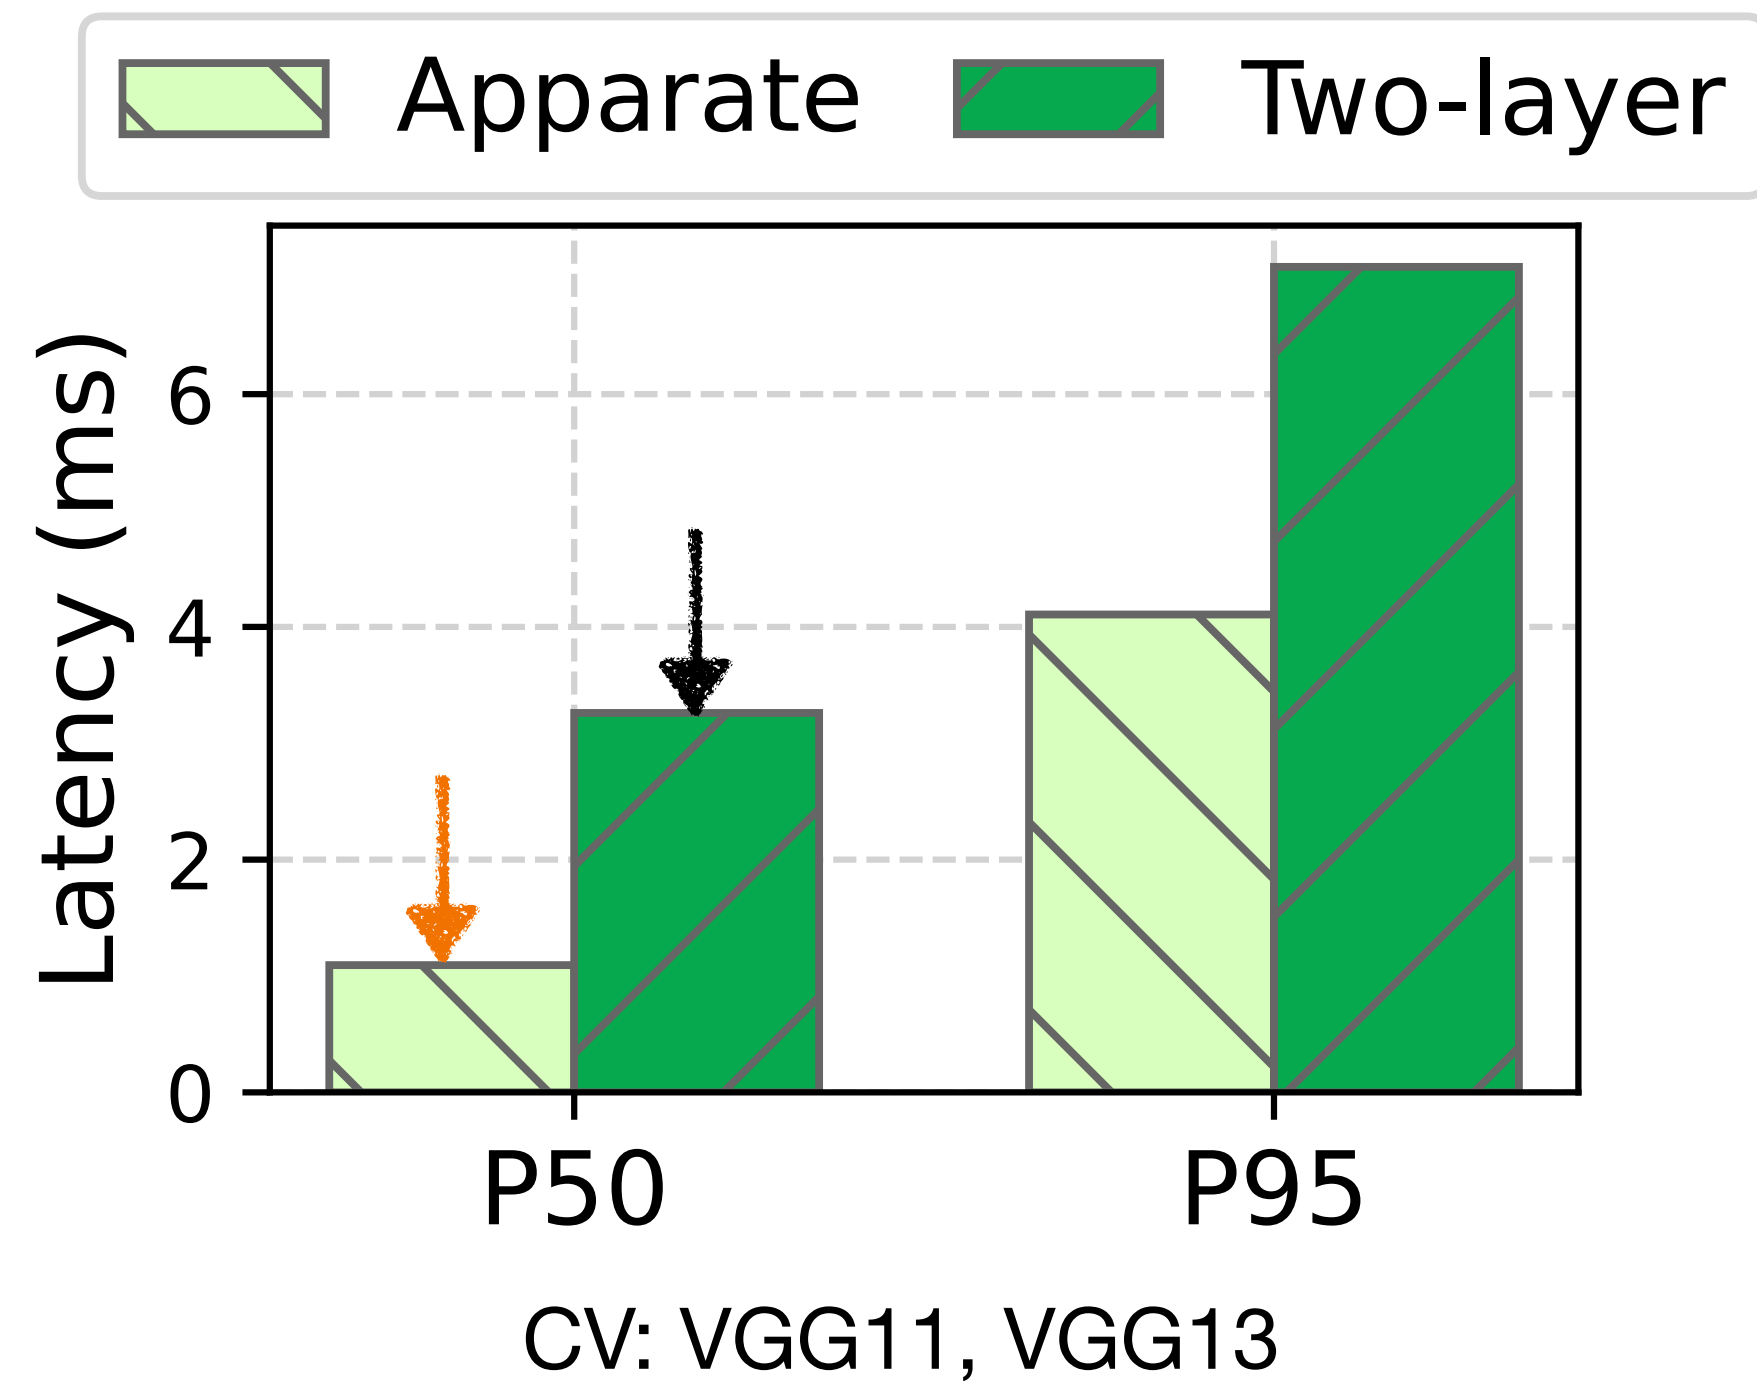 Apparate Two-layer
Latency (ms)
6
4
2
0
P50 P95
CV: VGG11, VGG13